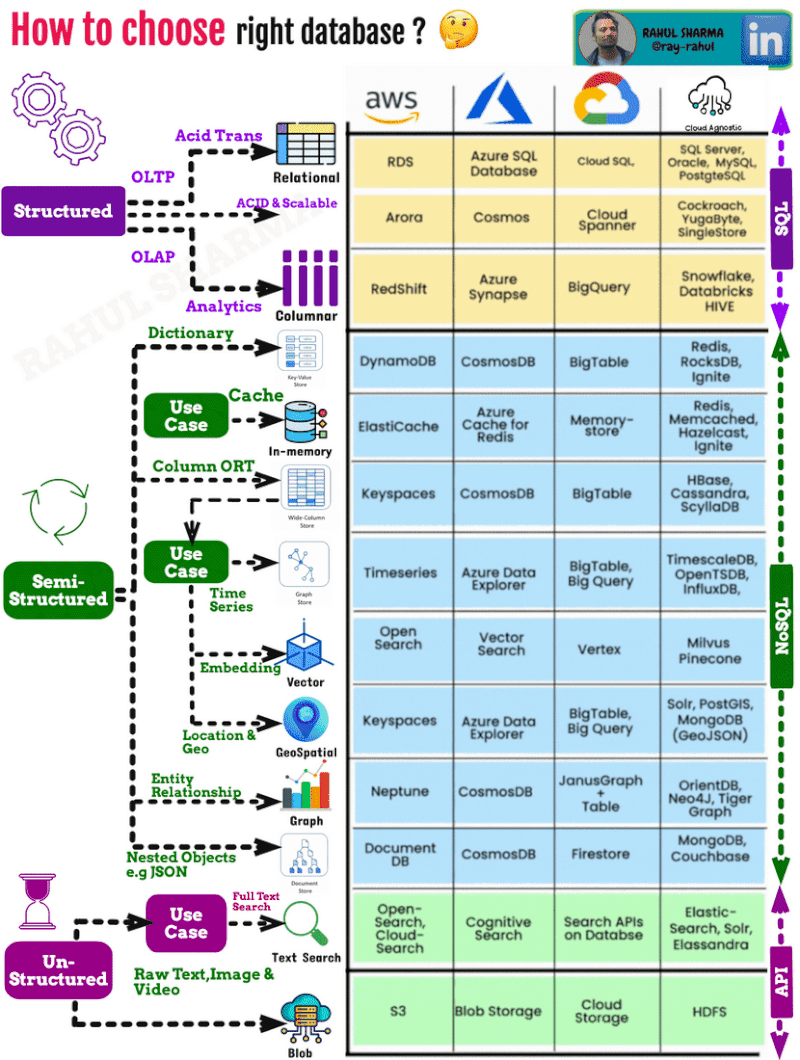 How to choose right database ?
RAHUL SHARMA
@ray-rahul
in
aws
Cloud Agnostic
Structured
OLTP
OLAP
Acid Trans
Relational
RDS
Azure SQL
Database
Cloud SQL,
SQL Server,
Oracle, MySQL,
PostgteSQL
ACID & Scalable
Arora
Cosmos
Cloud
Spanner
Cockroach,
YugaByte,
SingleStore
Analytics
Columnar
RedShift
Azure
Synapse
BigQuery
Snowflake,
Databricks
HIVE
SQL
RAHUL SHARMA
Semi-
Structured
Dictionary
Key-Value
Store
DynamoDB
CosmosDB
BigTable
Redis,
RocksDB,
Ignite
Use
Case
Cache
In-memory
ElastiCache
Azure
Cache for
Redis
Memory-
store
Redis,
Memcached,
Hazelcast,
Ignite
Column ORT
Wide-Column
Store
Keyspaces
CosmosDB
BigTable
HBase,
Cassandra,
ScyllaDB
Use
Case
Time
Series
Graph
Store
Timeseries
Azure Data
Explorer
BigTable,
Big Query
TimescaleDB,
OpenTSDB,
InfluxDB,
Embedding
Vector
Open
Search
Vector
Search
Vertex
Milvus
Pinecone
Location &
Geo
GeoSpatial
Keyspaces
Azure Data
Explorer
BigTable,
Big Query
Solr, PostGIS,
MongoDB
(GeoJSON)
Entity
Relationship
Graph
Neptune
CosmosDB
JanusGraph
+
Table
OrientDB,
Neo4J, Tiger
Graph
Nested Objects
e.g JSON
Document
Store
Document
DB
CosmosDB
Firestore
MongoDB,
Couchbase
NoSQL
Un-
Structured
Use
Case
Full Text
Search
Text Search
Open-
Search,
Cloud-
Search
Cognitive
Search
Search APIs
on Databse
Elastic-
Search, Solr,
Elassandra
Raw Text,Image &
Video
Blob
S3
Blob Storage
Cloud
Storage
HDFS
API